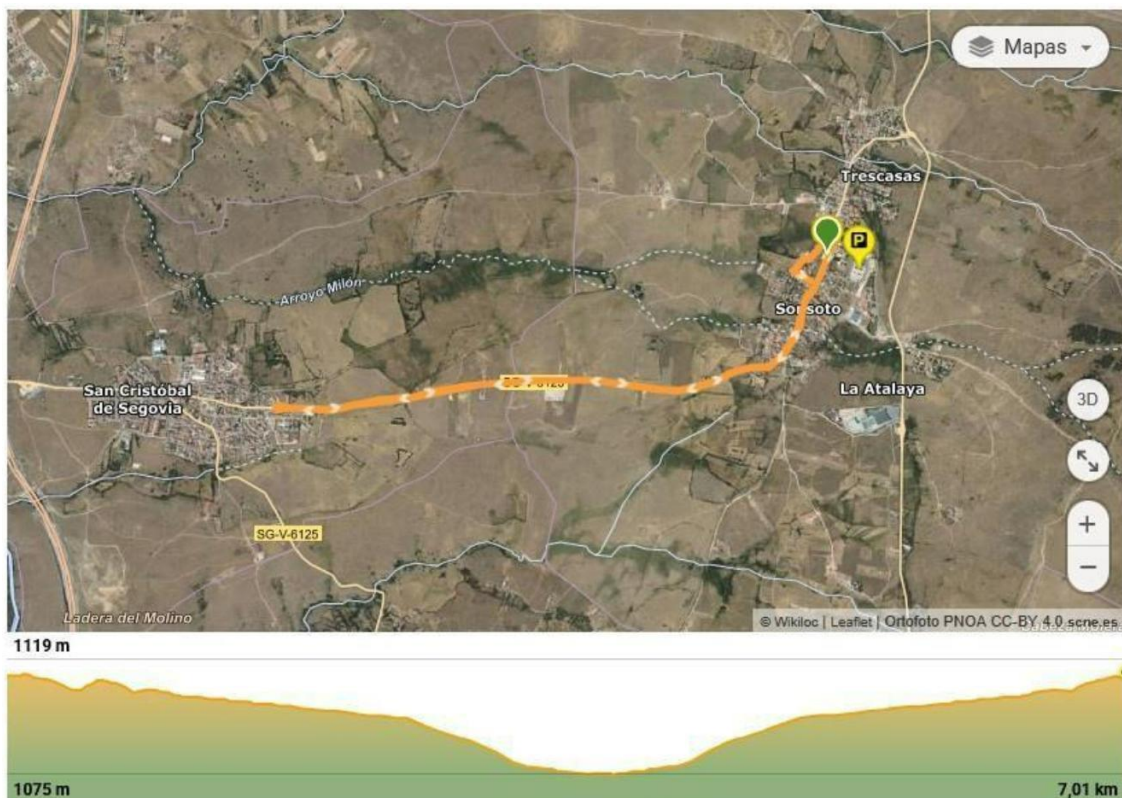 Mapas
Trescasas
P
Arroyo Milón
Sonsoto
San Cristóbal
de Segovia
La Atalaya
3D
+
−
SG-V-6125
Ladera del Molino
© Wikiloc | Leaflet | Ortofoto PNOA CC-BY 4.0 scne.es
1119 m
1075 m
7,01 km